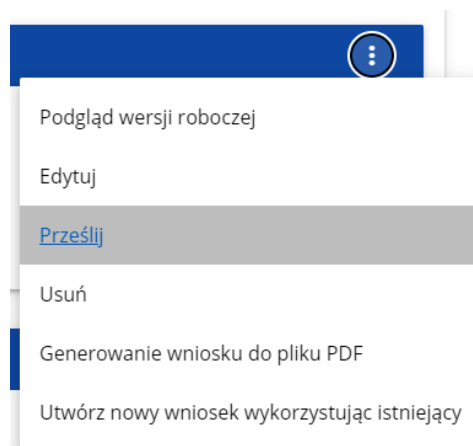 Podgląd wersji roboczej
Edytuj
Prześlij
Usuń
Generowanie wniosku do pliku PDF
Utwórz nowy wniosek wykorzystując istniejący